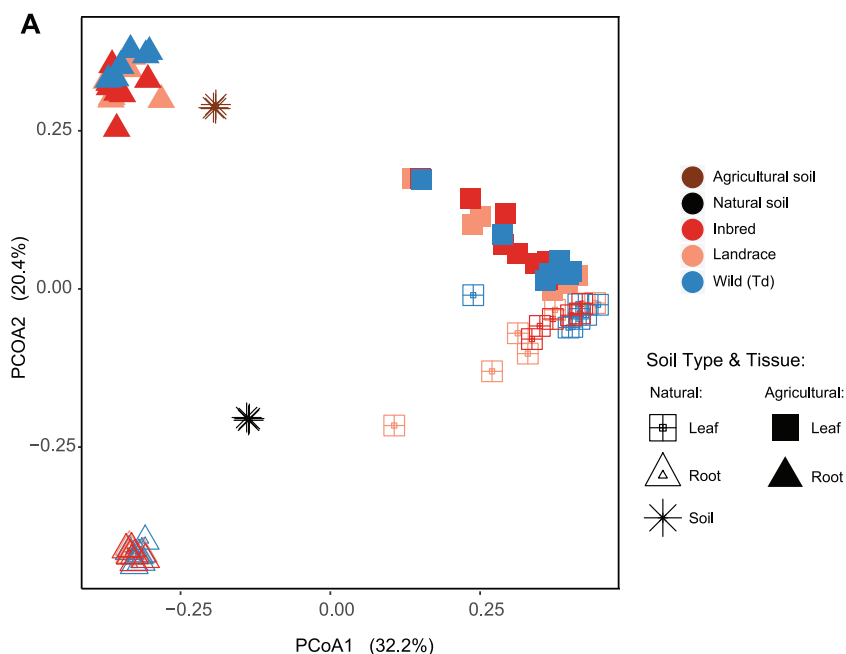 A
0.25
0.00
−0.25
PCOA2 (20.4%)
−0.25
0.00
0.25
PCoA1 (32.2%)
Agricultural soil
Natural soil
Inbred
Landrace
Wild (Td)
Soil Type & Tissue:
Natural: Agricultural:
Leaf Leaf
Root Root
Soil